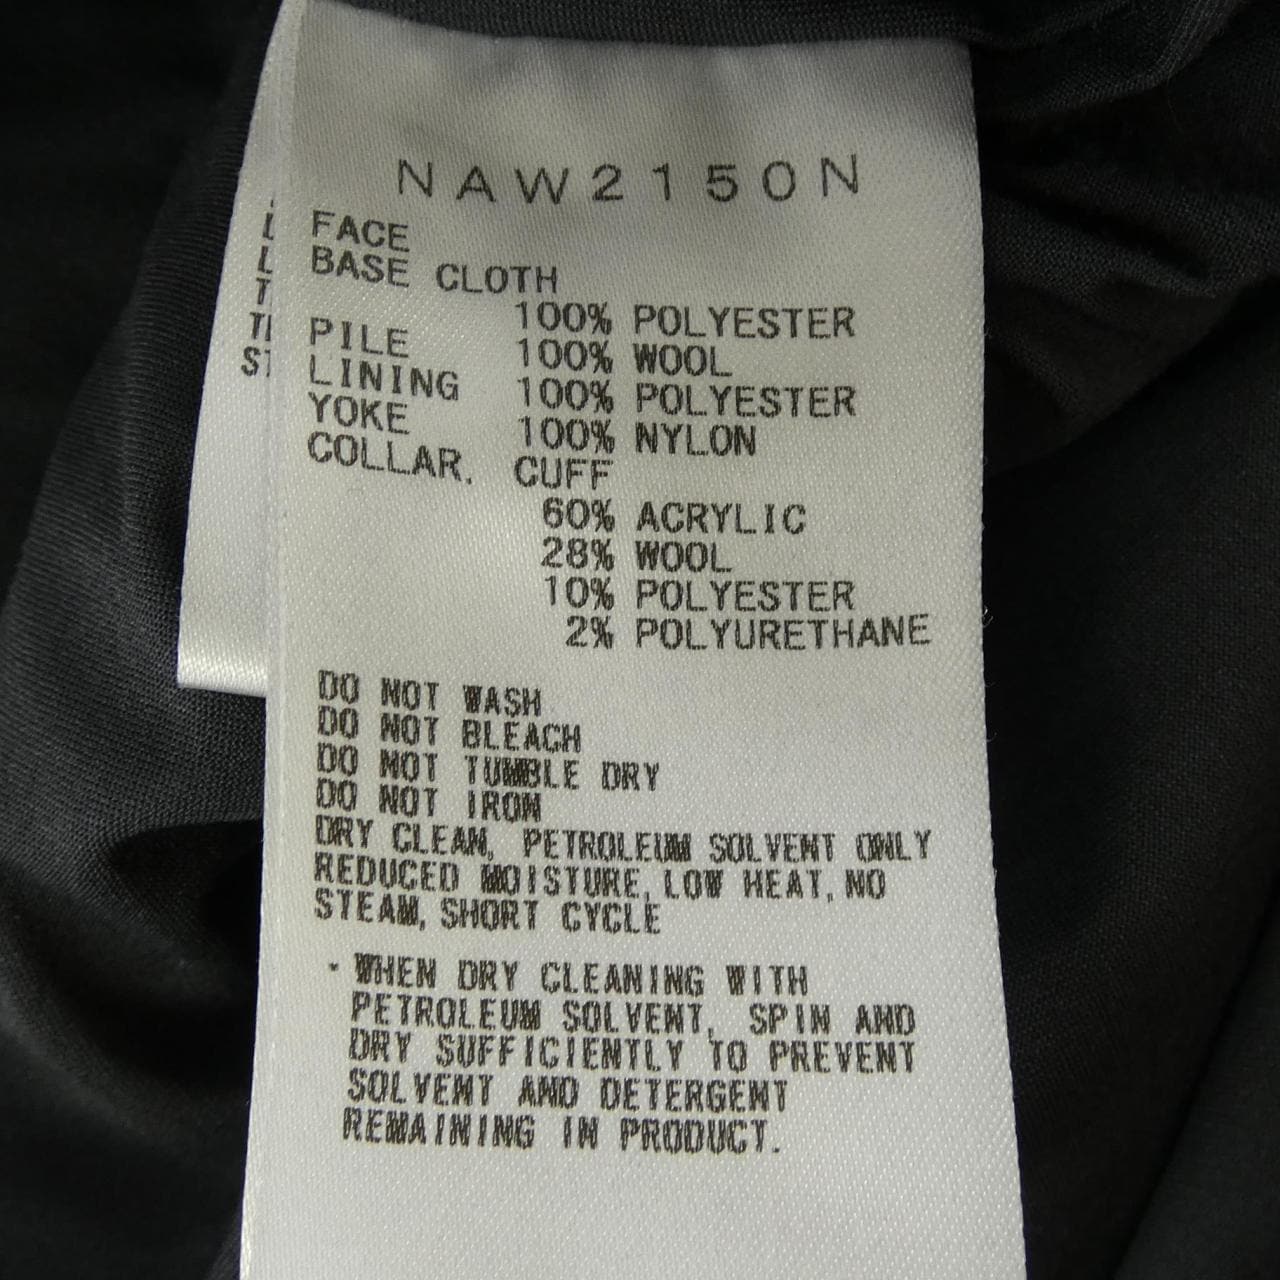 NAW2150N
FACE
BASE CLOTH
100% POLYESTER
PILE 100% WOOL
LINING 100% POLYESTER
YOKE 100% NYLON
COLLAR. CUFF
60% ACRYLIC
28% WOOL
10% POLYESTER
2% POLYURETHANE
DO NOT WASH
DO NOT BLEACH
DO NOT TUMBLE DRY
DO NOT IRON
DRY CLEAN, PETROLEUM SOLVENT ONLY
REDUCED MOISTURE, LOW HEAT, NO
STEAM, SHORT CYCLE
· WHEN DRY CLEANING WITH
PETROLEUM SOLVENT, SPIN AND
DRY SUFFICIENTLY TO PREVENT
SOLVENT AND DETERGENT
REMAINING IN PRODUCT.